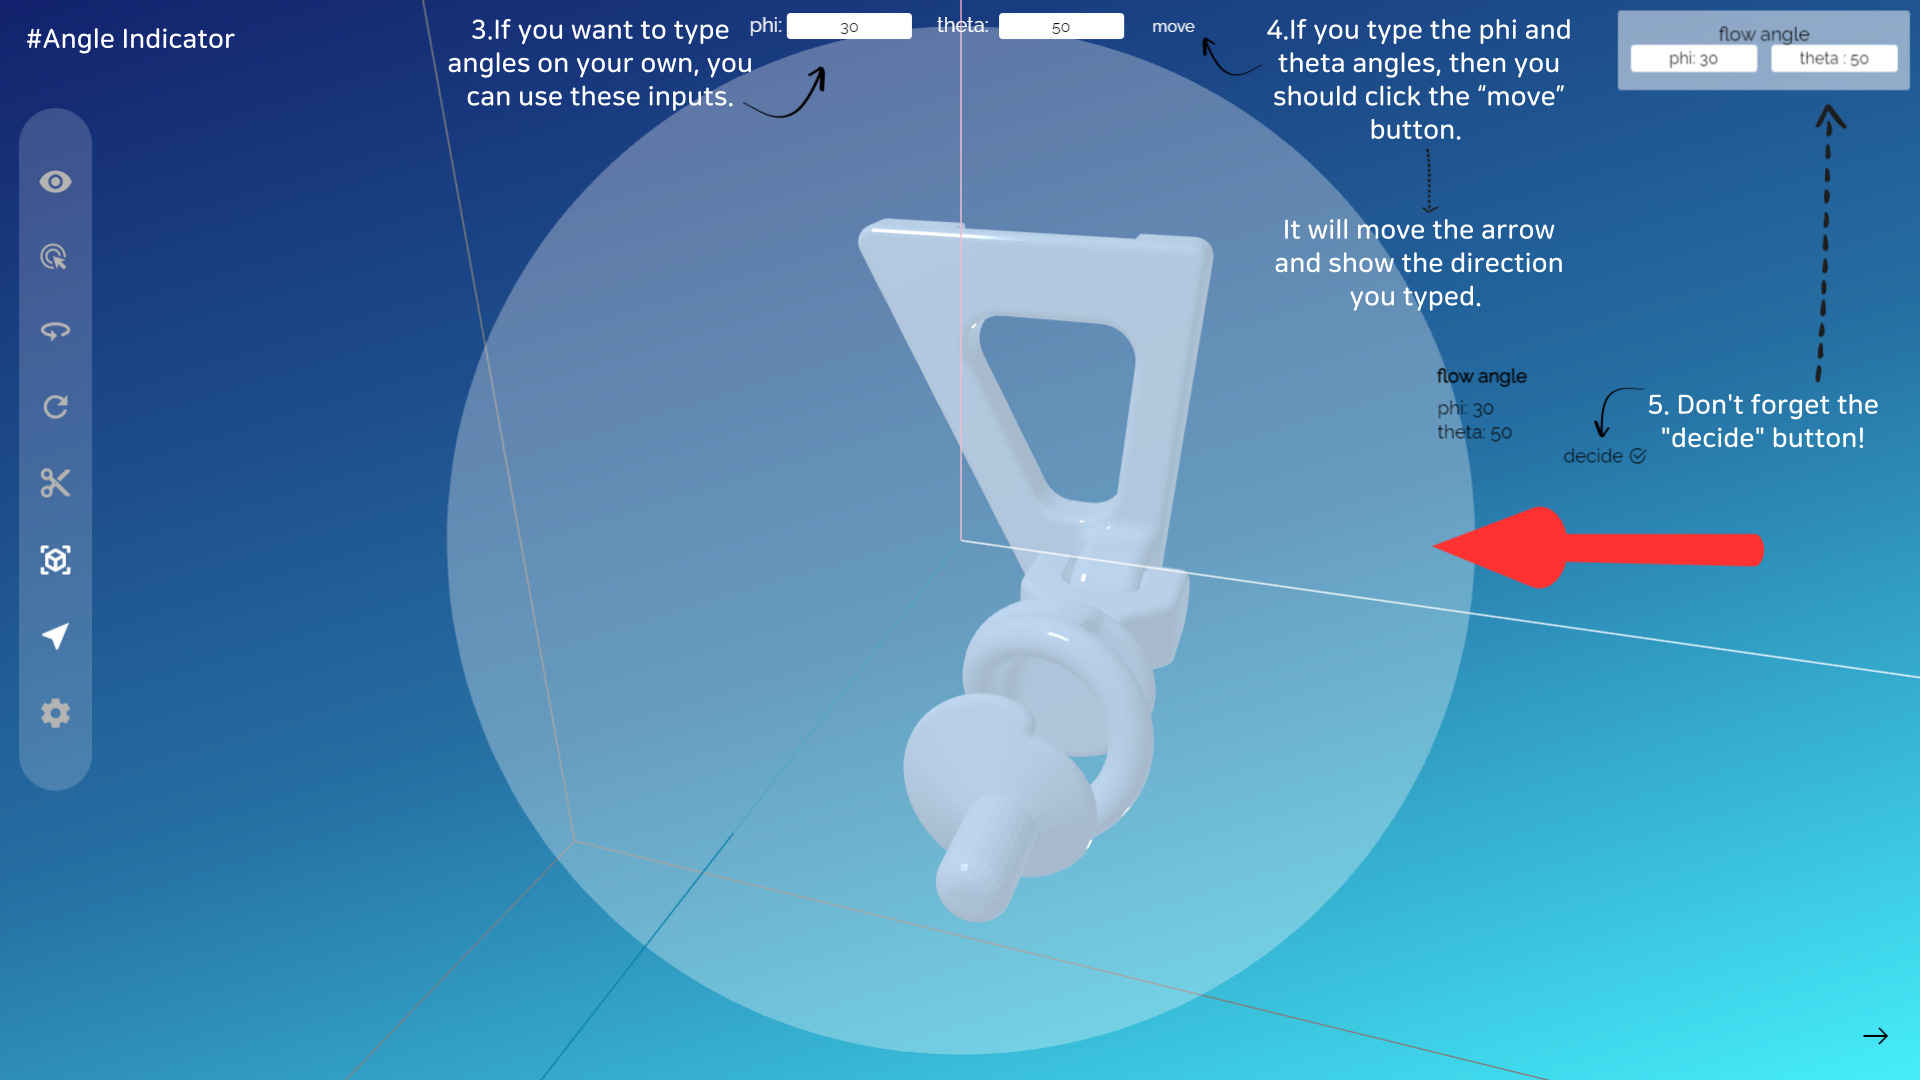 #Angle Indicator
3.If you want to type
angles on your own, you
can use these inputs.
phi: 30 theta: 50 move
4.If you type the phi and
theta angles, then you
should click the “move”
button.
It will move the arrow
and show the direction
you typed.
flow angle
phi: 30 theta : 50
flow angle
phi: 30
theta: 50
decide
5. Don't forget the
"decide" button!